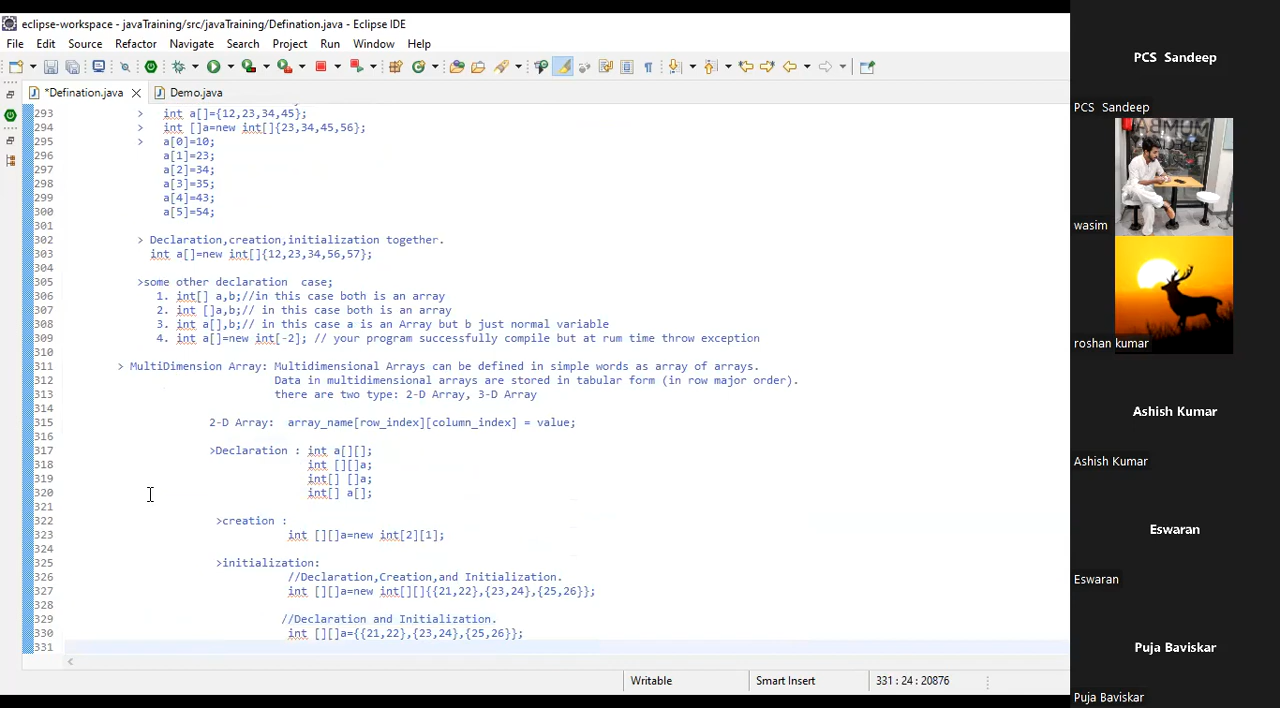 eclipse-workspace - javaTraining/src/javaTraining/Defination.java - Eclipse IDE
File Edit Source Refactor Navigate Search Project Run Window Help
*Defination.java Demo.java
293 > int a[]={12,23,34,45};
294 > int []a=new int[]{23,34,45,56};
295 > a[0]=10;
296 a[1]=23;
297 a[2]=34;
298 a[3]=35;
299 a[4]=43;
300 a[5]=54;
301
302 > Declaration,creation,initialization together.
303 int a[]=new int[]{12,23,34,56,57};
304
305 >some other declaration case;
306 1. int[] a,b;//in this case both is an array
307 2. int []a,b;// in this case both is an array
308 3. int a[],b;// in this case a is an Array but b just normal variable
309 4. int a[]=new int[-2]; // your program successfully compile but at rum time throw exception
310
311 > MultiDimension Array: Multidimensional Arrays can be defined in simple words as array of arrays.
312 Data in multidimensional arrays are stored in tabular form (in row major order).
313 there are two type: 2-D Array, 3-D Array
314
315 2-D Array: array_name[row_index][column_index] = value;
316
317 >Declaration : int a[][];
318 int [][]a;
319 int[] []a;
320 int[] a[];
321
322 >creation :
323 int [][]a=new int[2][1];
324
325 >initialization:
326 //Declaration,Creation,and Initialization.
327 int [][]a=new int[][]{{21,22},{23,24},{25,26}};
328
329 //Declaration and Initialization.
330 int [][]a={{21,22},{23,24},{25,26}};
331
Writable Smart Insert 331 : 24 : 20876
PCS Sandeep
PCS Sandeep
wasim
roshan kumar
Ashish Kumar
Ashish Kumar
Eswaran
Eswaran
Puja Baviskar
Puja Baviskar